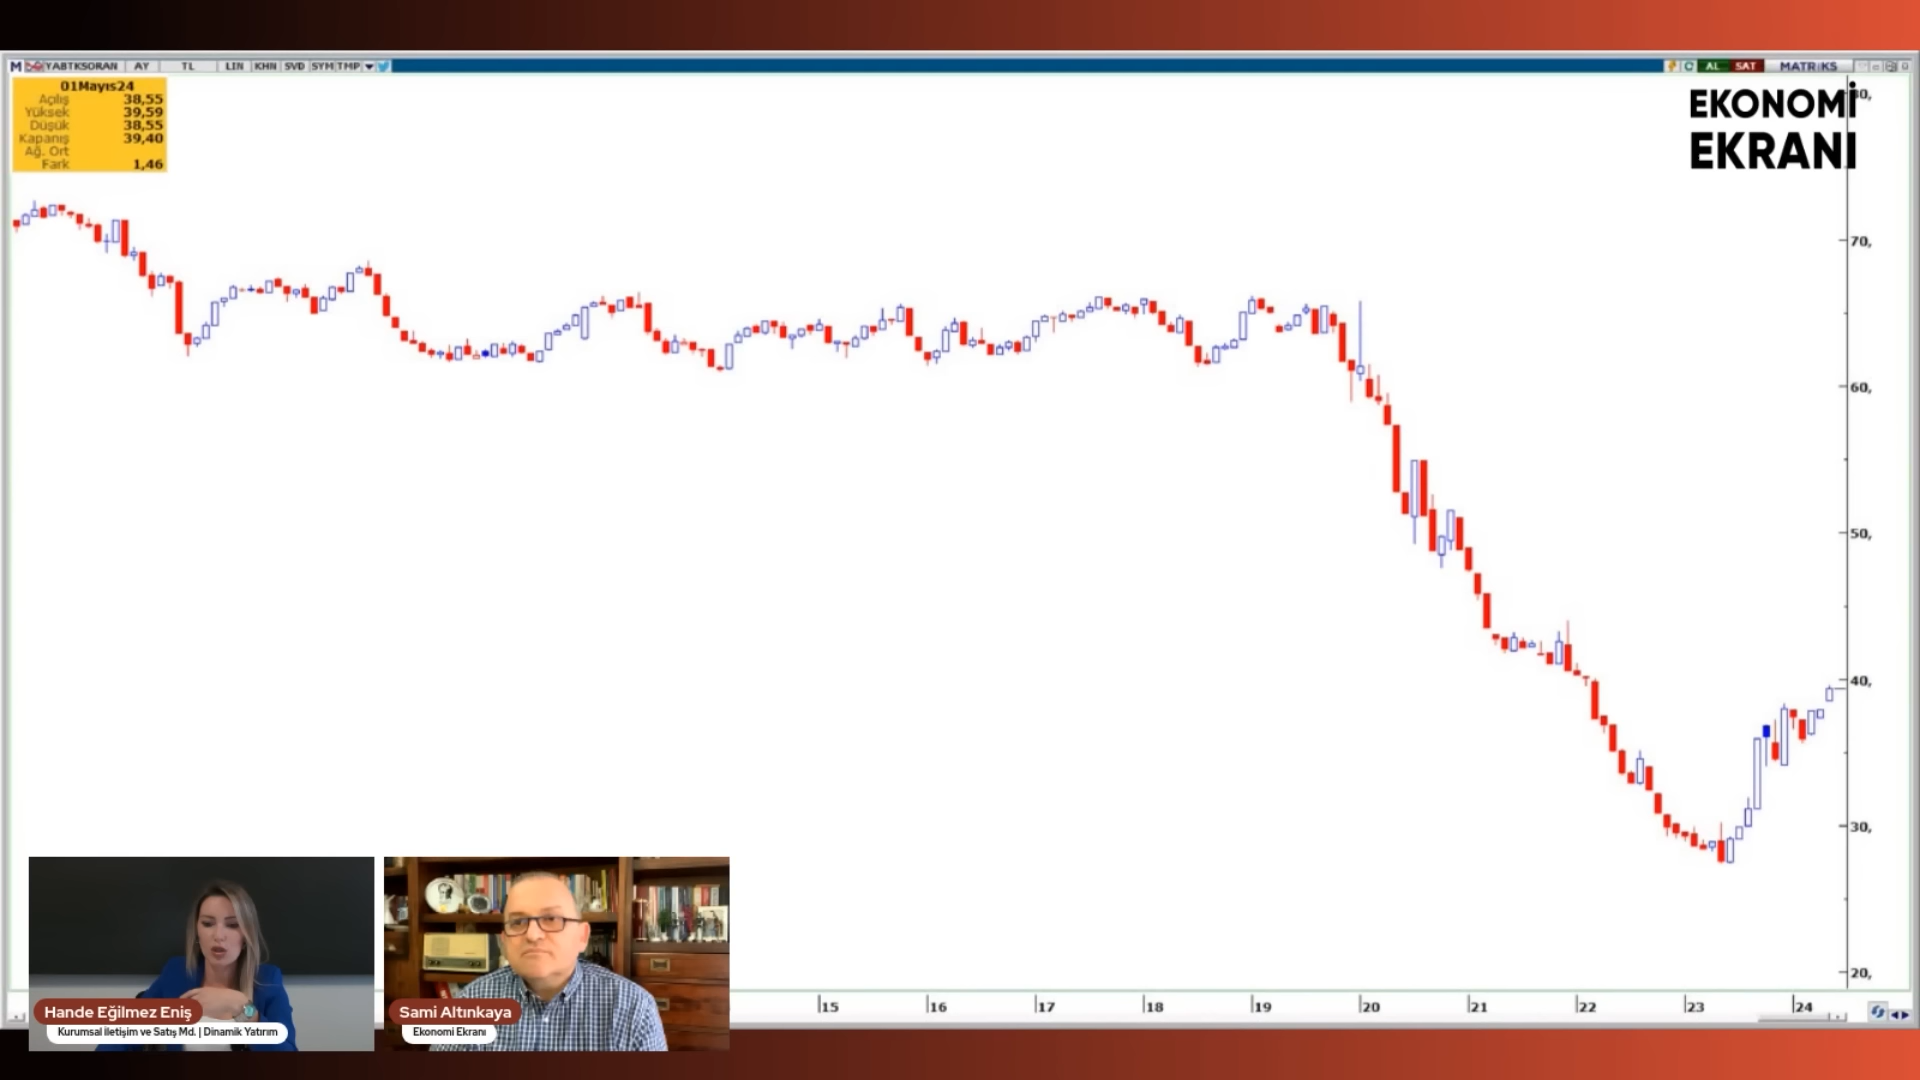 M YABTKSORAN AY TL LIN KHN SVD SYM TMP C AL SAT MATRIKS
01Mayıs24
Açılış 38,55
Yüksek 39,59
Düşük 38,55
Kapanış 39,40
Ağ. Ort
Fark 1,46
EKONOMİ
EKRANI
80,
70,
60,
50,
40,
30,
20,
15 16 17 18 19 20 21 22 23 24
Hande Eğilmez Eniş
Kurumsal İletişim ve Satış Md. | Dinamik Yatırım
Sami Altınkaya
Ekonomi Ekranı